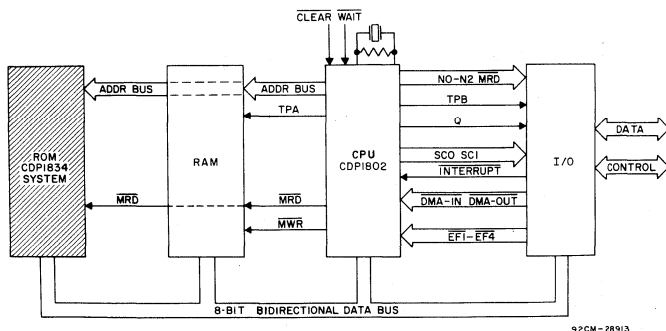 CLEAR WAIT
ADDR BUS
ADDR BUS
NO-N2 MRD
TPA
TPB
Q
DATA
ROM
CDP1834
SYSTEM
RAM
CPU
CDP1802
I/O
SCO SCI
INTERRUPT
CONTROL
MRD
MRD
DMA-IN DMA-OUT
MWR
EF1-EF4
8-BIT BIDIRECTIONAL DATA BUS
92CM-28913